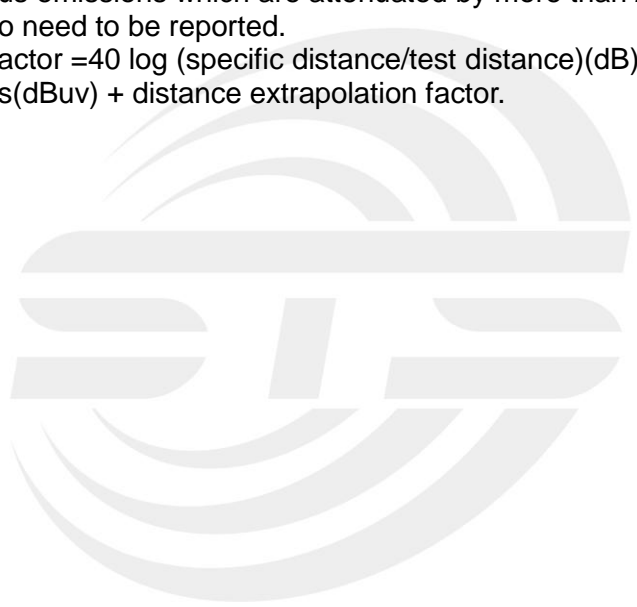 us emissions which are attenuated by more than
o need to be reported.
actor =40 log (specific distance/test distance)(dB)
s(dBuv) + distance extrapolation factor.
STS